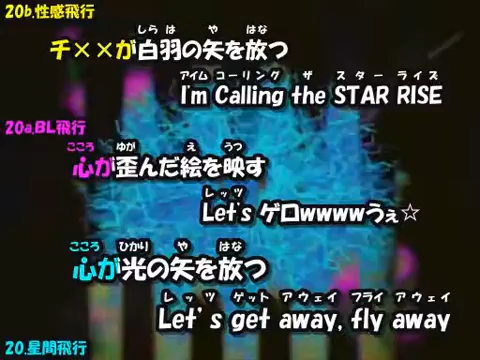 20b.性感飛行
しらはやはな
チ××が白羽の矢を放つ
アイムコーリングザスターライズ
I'm Calling the STAR RISE
20a.BL飛行
こころゆがえうつ
心が歪んだ絵を映す
レッツ
Let's ゲロwwwwうぇ☆
こころひかりやはな
心が光の矢を放つ
レッツゲットアウェイフライアウェイ
Let's get away, fly away
20.星間飛行